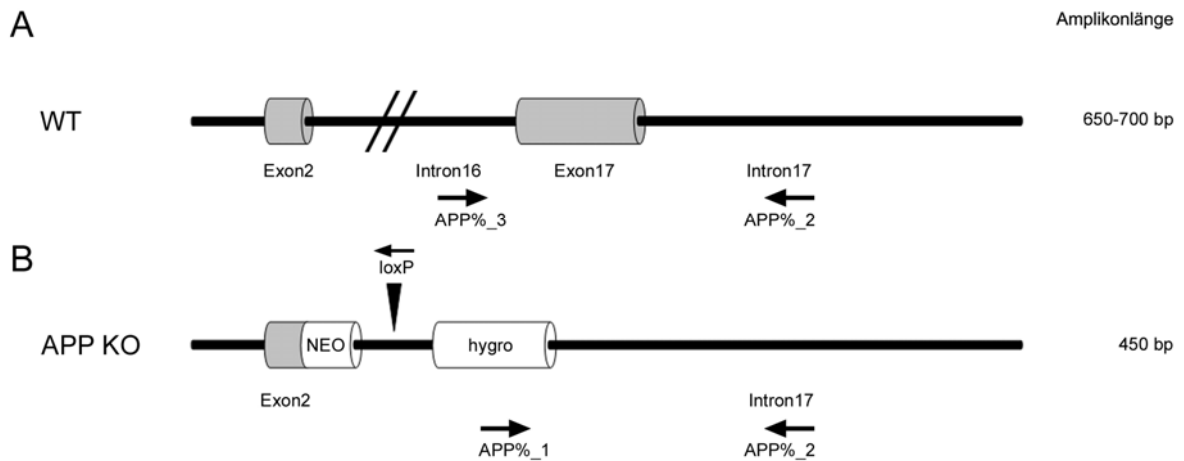 A
Amplikonlänge
WT
650-700 bp
Exon2
Intron16
Exon17
Intron17
APP%_3
APP%_2
B
loxP
APP KO
NEO
hygro
450 bp
Exon2
Intron17
APP%_1
APP%_2